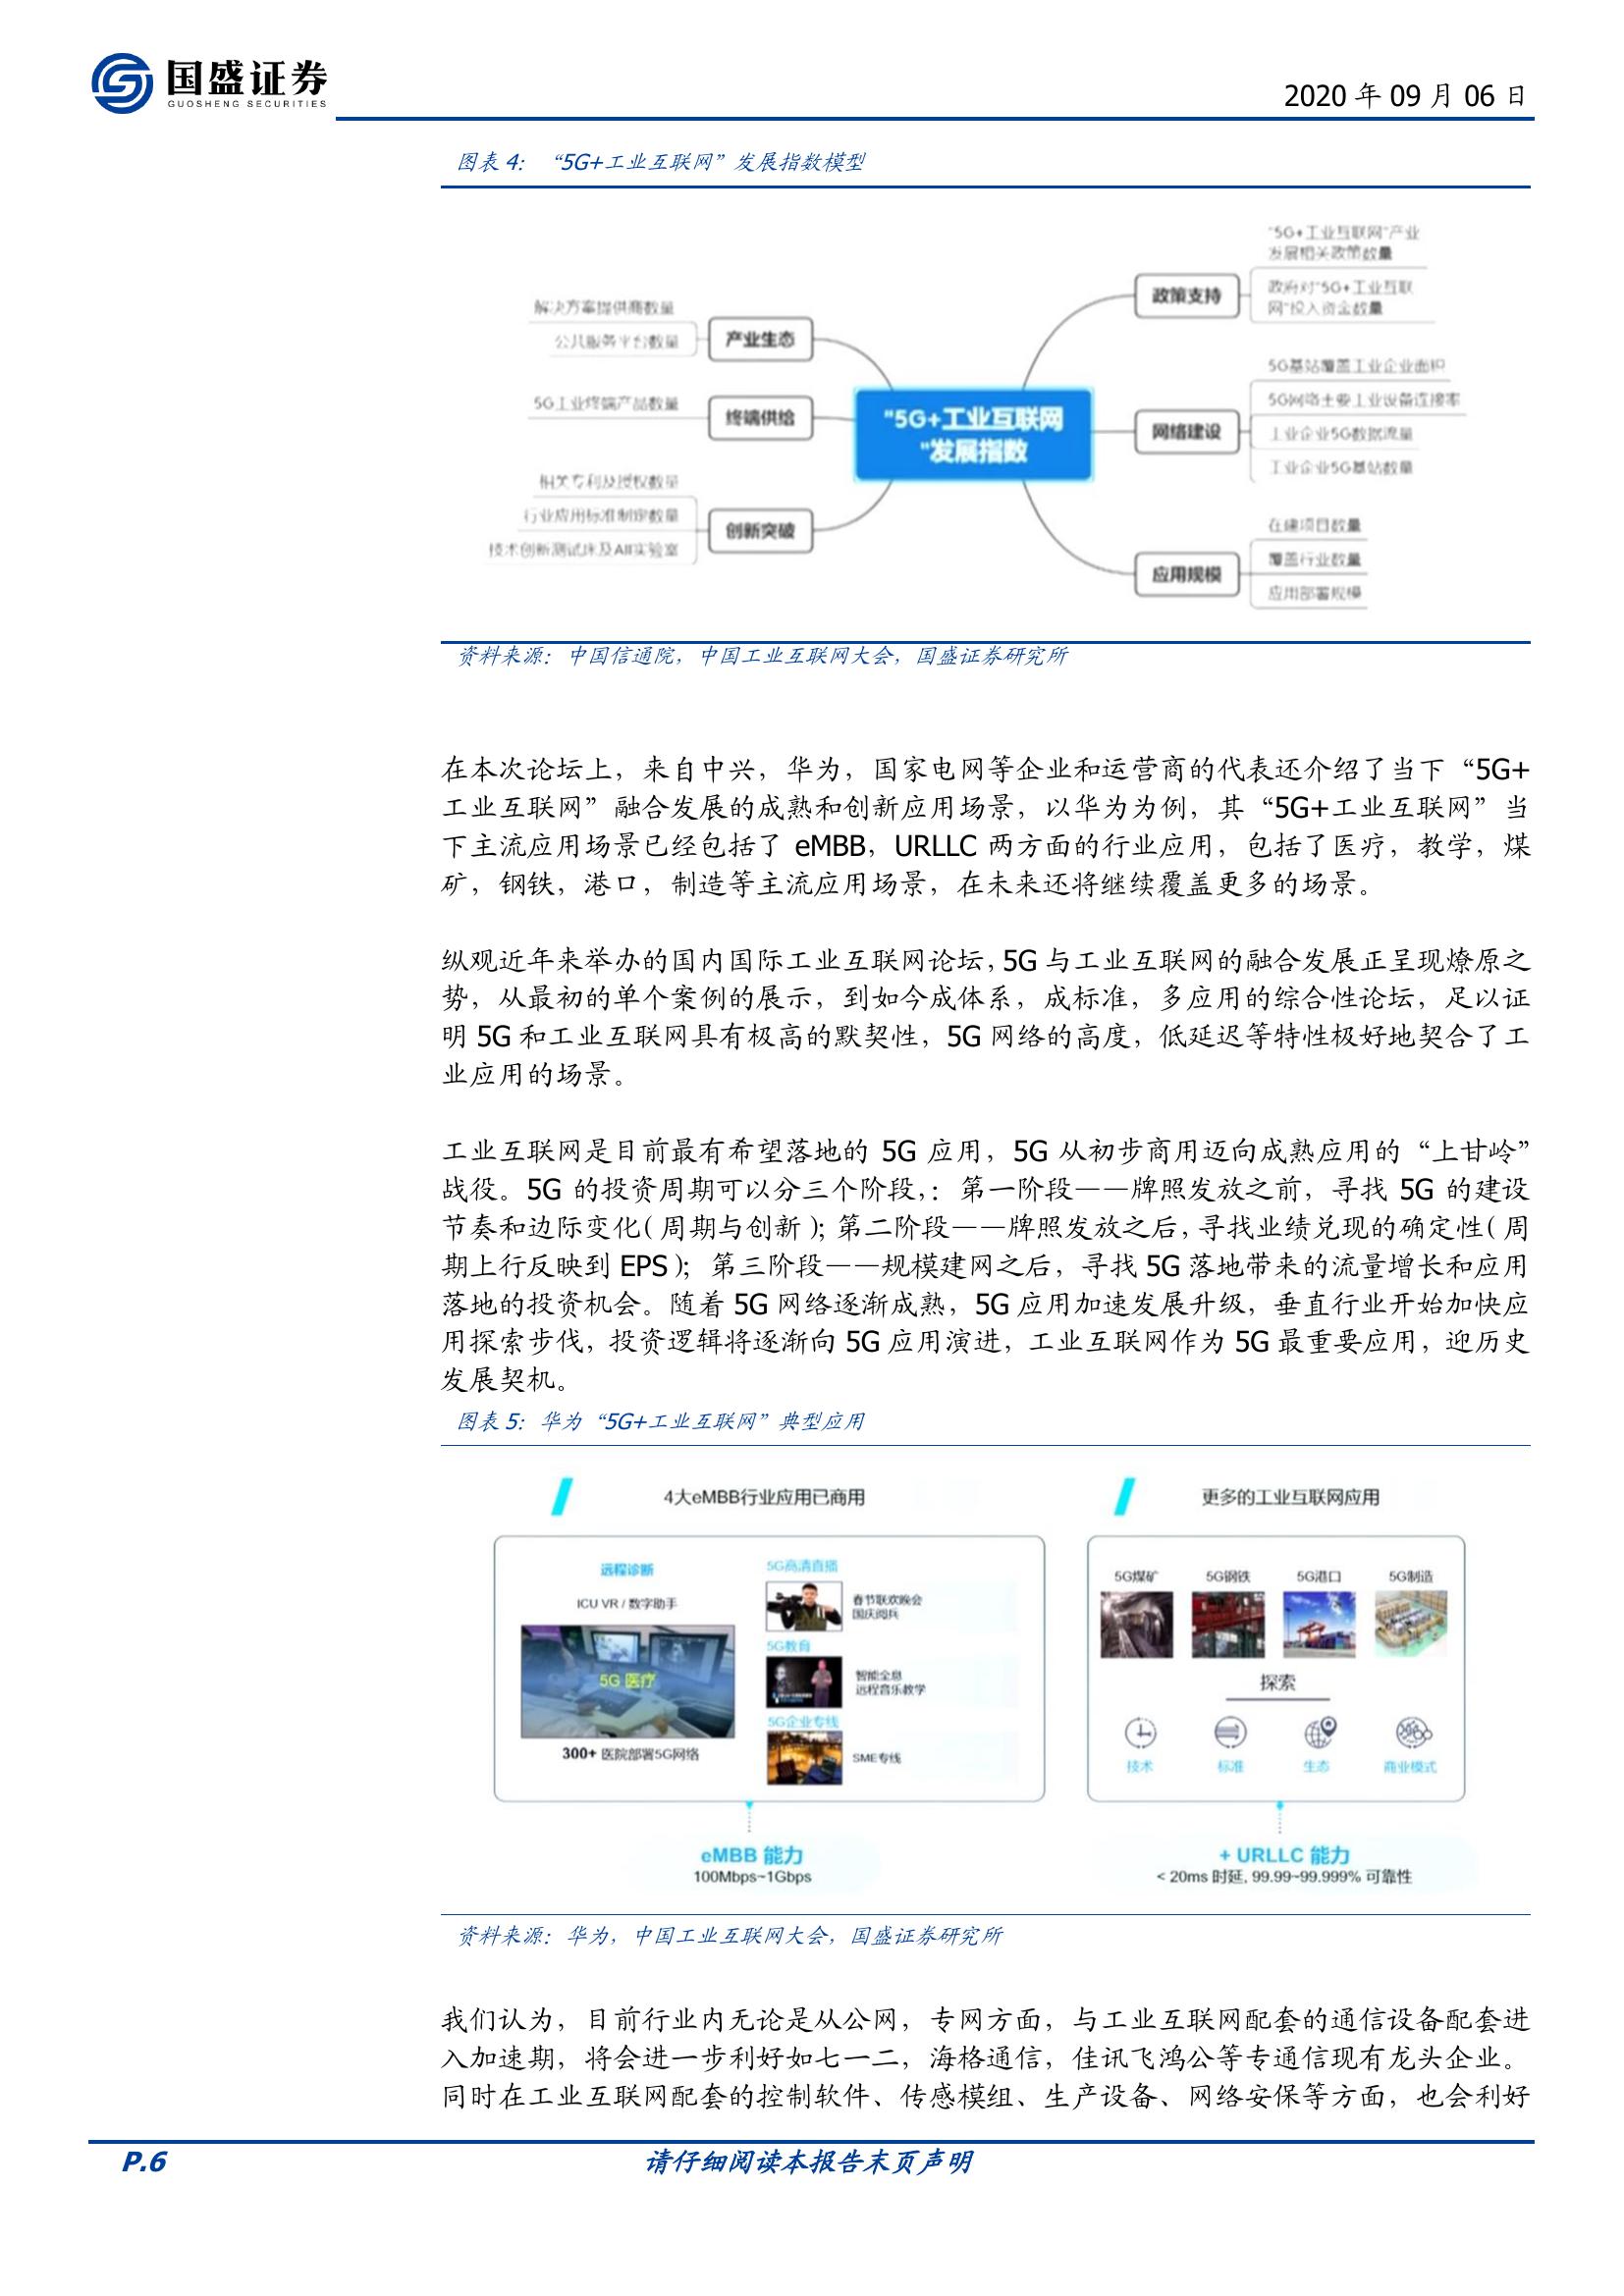 国盛证券
GUOSHENG SECURITIES
2020 年 09 月 06 日
图表 4： “5G+工业互联网”发展指数模型
解决方案提供商数量
公共服务平台数量
产业生态
5G工业终端产品数量
终端供给
相关专利及授权数量
行业应用标准制定数量
技术创新测试床及AII实验室
创新突破
"5G+工业互联网
"发展指数
政策支持
"5G+工业互联网"产业
发展相关政策数量
政府对"5G+工业互联
网"投入资金数量
网络建设
5G基站覆盖工业企业面积
5G网络主要工业设备连接率
工业企业5G数据流量
工业企业5G基站数量
应用规模
在建项目数量
覆盖行业数量
应用部署规模
资料来源：中国信通院，中国工业互联网大会，国盛证券研究所
在本次论坛上，来自中兴，华为，国家电网等企业和运营商的代表还介绍了当下“5G+
工业互联网”融合发展的成熟和创新应用场景，以华为为例，其“5G+工业互联网”当
下主流应用场景已经包括了 eMBB，URLLC 两方面的行业应用，包括了医疗，教学，煤
矿，钢铁，港口，制造等主流应用场景，在未来还将继续覆盖更多的场景。
纵观近年来举办的国内国际工业互联网论坛，5G 与工业互联网的融合发展正呈现燎原之
势，从最初的单个案例的展示，到如今成体系，成标准，多应用的综合性论坛，足以证
明 5G 和工业互联网具有极高的默契性，5G 网络的高度，低延迟等特性极好地契合了工
业应用的场景。
工业互联网是目前最有希望落地的 5G 应用，5G 从初步商用迈向成熟应用的“上甘岭”
战役。5G 的投资周期可以分三个阶段，：第一阶段——牌照发放之前，寻找 5G 的建设
节奏和边际变化（周期与创新）；第二阶段——牌照发放之后，寻找业绩兑现的确定性（周
期上行反映到 EPS）；第三阶段——规模建网之后，寻找 5G 落地带来的流量增长和应用
落地的投资机会。随着 5G 网络逐渐成熟，5G 应用加速发展升级，垂直行业开始加快应
用探索步伐，投资逻辑将逐渐向 5G 应用演进，工业互联网作为 5G 最重要应用，迎历史
发展契机。
图表 5：华为“5G+工业互联网”典型应用
4大eMBB行业应用已商用
远程诊断
ICU VR / 数字助手
5G 医疗
300+ 医院部署5G网络
5G高清直播
春节联欢晚会
国庆阅兵
5G教育
智能全息
远程音乐教学
5G企业专线
SME专线
eMBB 能力
100Mbps~1Gbps
更多的工业互联网应用
5G煤矿 5G钢铁 5G港口 5G制造
探索
技术 标准 生态 商业模式
+ URLLC 能力
< 20ms 时延, 99.99~99.999% 可靠性
资料来源：华为，中国工业互联网大会，国盛证券研究所
我们认为，目前行业内无论是从公网，专网方面，与工业互联网配套的通信设备配套进
入加速期，将会进一步利好如七一二，海格通信，佳讯飞鸿公等专通信现有龙头企业。
同时在工业互联网配套的控制软件、传感模组、生产设备、网络安保等方面，也会利好
P.6 请仔细阅读本报告末页声明